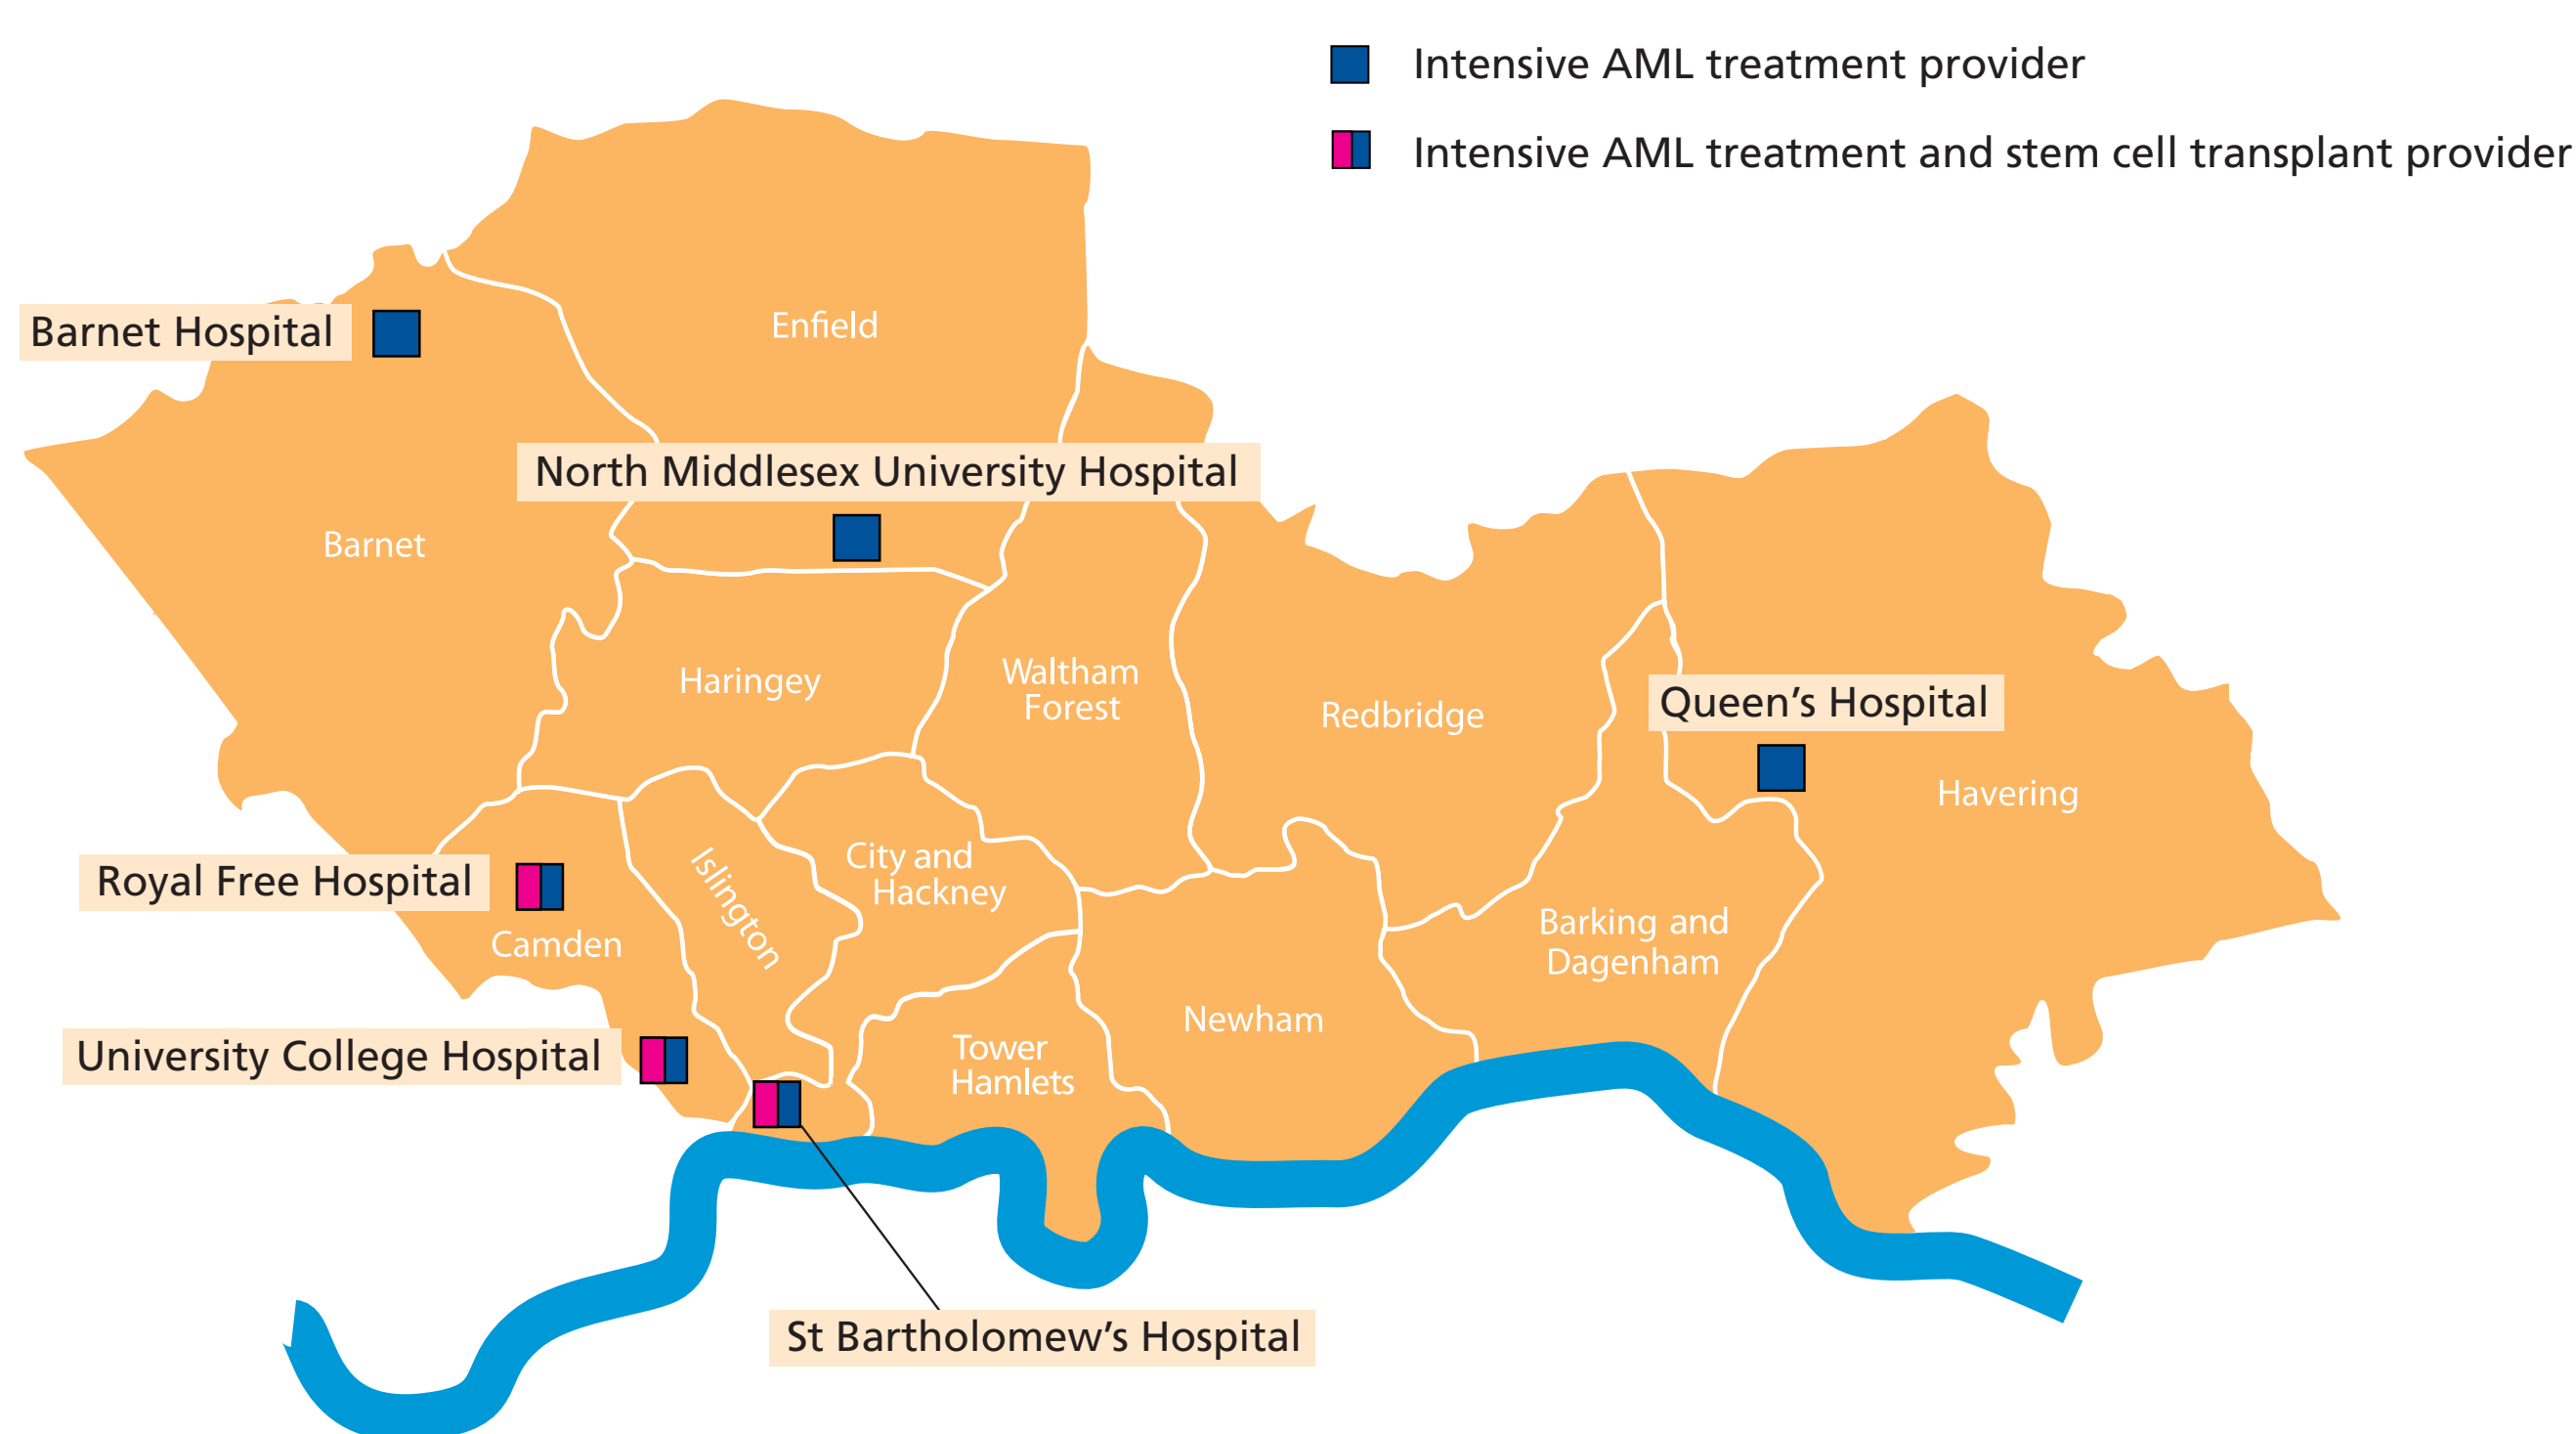 Intensive AML treatment provider
Intensive AML treatment and stem cell transplant provider
Enfield
Barnet Hospital
North Middlesex University Hospital
Barnet
Haringey
Waltham
Forest
Redbridge
Queen’s Hospital
Havering
Royal Free Hospital
Camden
Islington
City and
Hackney
Barking and
Dagenham
University College Hospital
Tower
Hamlets
Newham
St Bartholomew’s Hospital